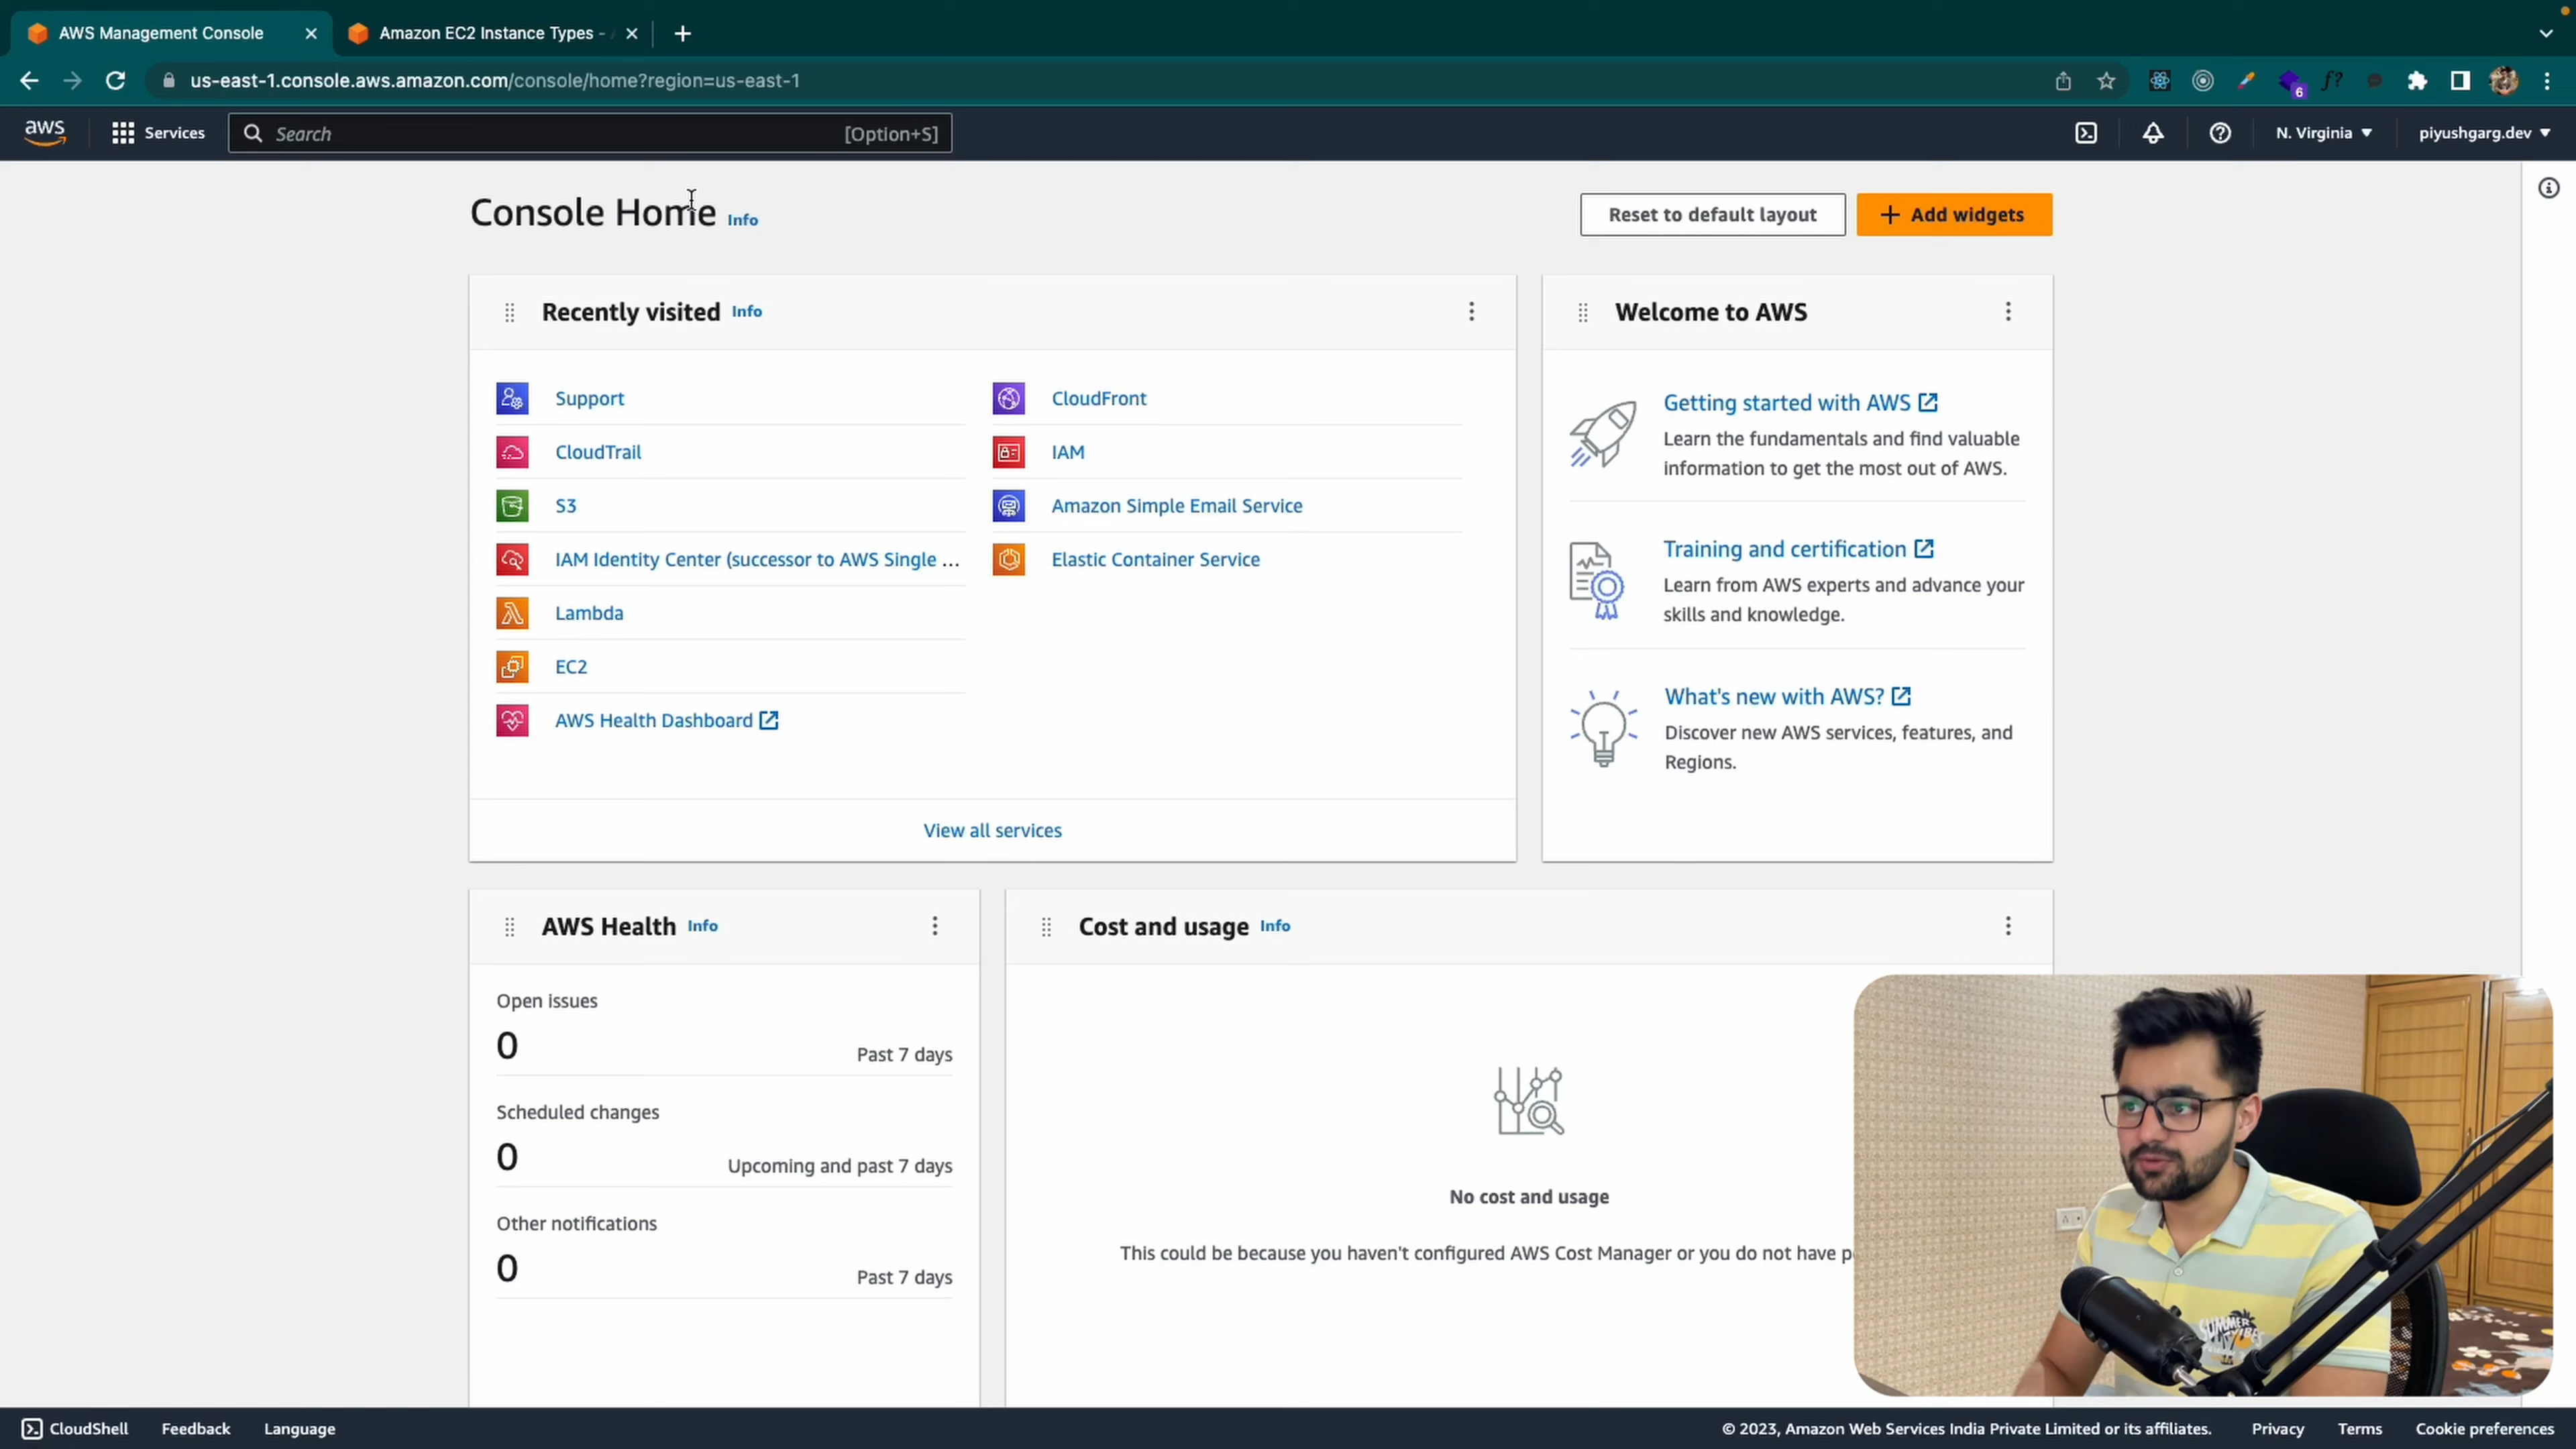 AWS Management Console
Amazon EC2 Instance Types -
us-east-1.console.aws.amazon.com/console/home?region=us-east-1
6
f?
aws
Services
Search
[Option+S]
N. Virginia
piyushgarg.dev
Console Home Info
Reset to default layout
Add widgets
Recently visited Info
Support
CloudTrail
S3
IAM Identity Center (successor to AWS Single ...
Lambda
EC2
AWS Health Dashboard
CloudFront
IAM
Amazon Simple Email Service
Elastic Container Service
View all services
Welcome to AWS
Getting started with AWS
Learn the fundamentals and find valuable
information to get the most out of AWS.
Training and certification
Learn from AWS experts and advance your
skills and knowledge.
What's new with AWS?
Discover new AWS services, features, and
Regions.
AWS Health Info
Open issues
0
Past 7 days
Scheduled changes
0
Upcoming and past 7 days
Other notifications
0
Past 7 days
Cost and usage Info
No cost and usage
This could be because you haven't configured AWS Cost Manager or you do not have
SUMMER
VIBE
CloudShell
Feedback
Language
© 2023, Amazon Web Services India Private Limited or its affiliates.
Privacy
Terms
Cookie preferences